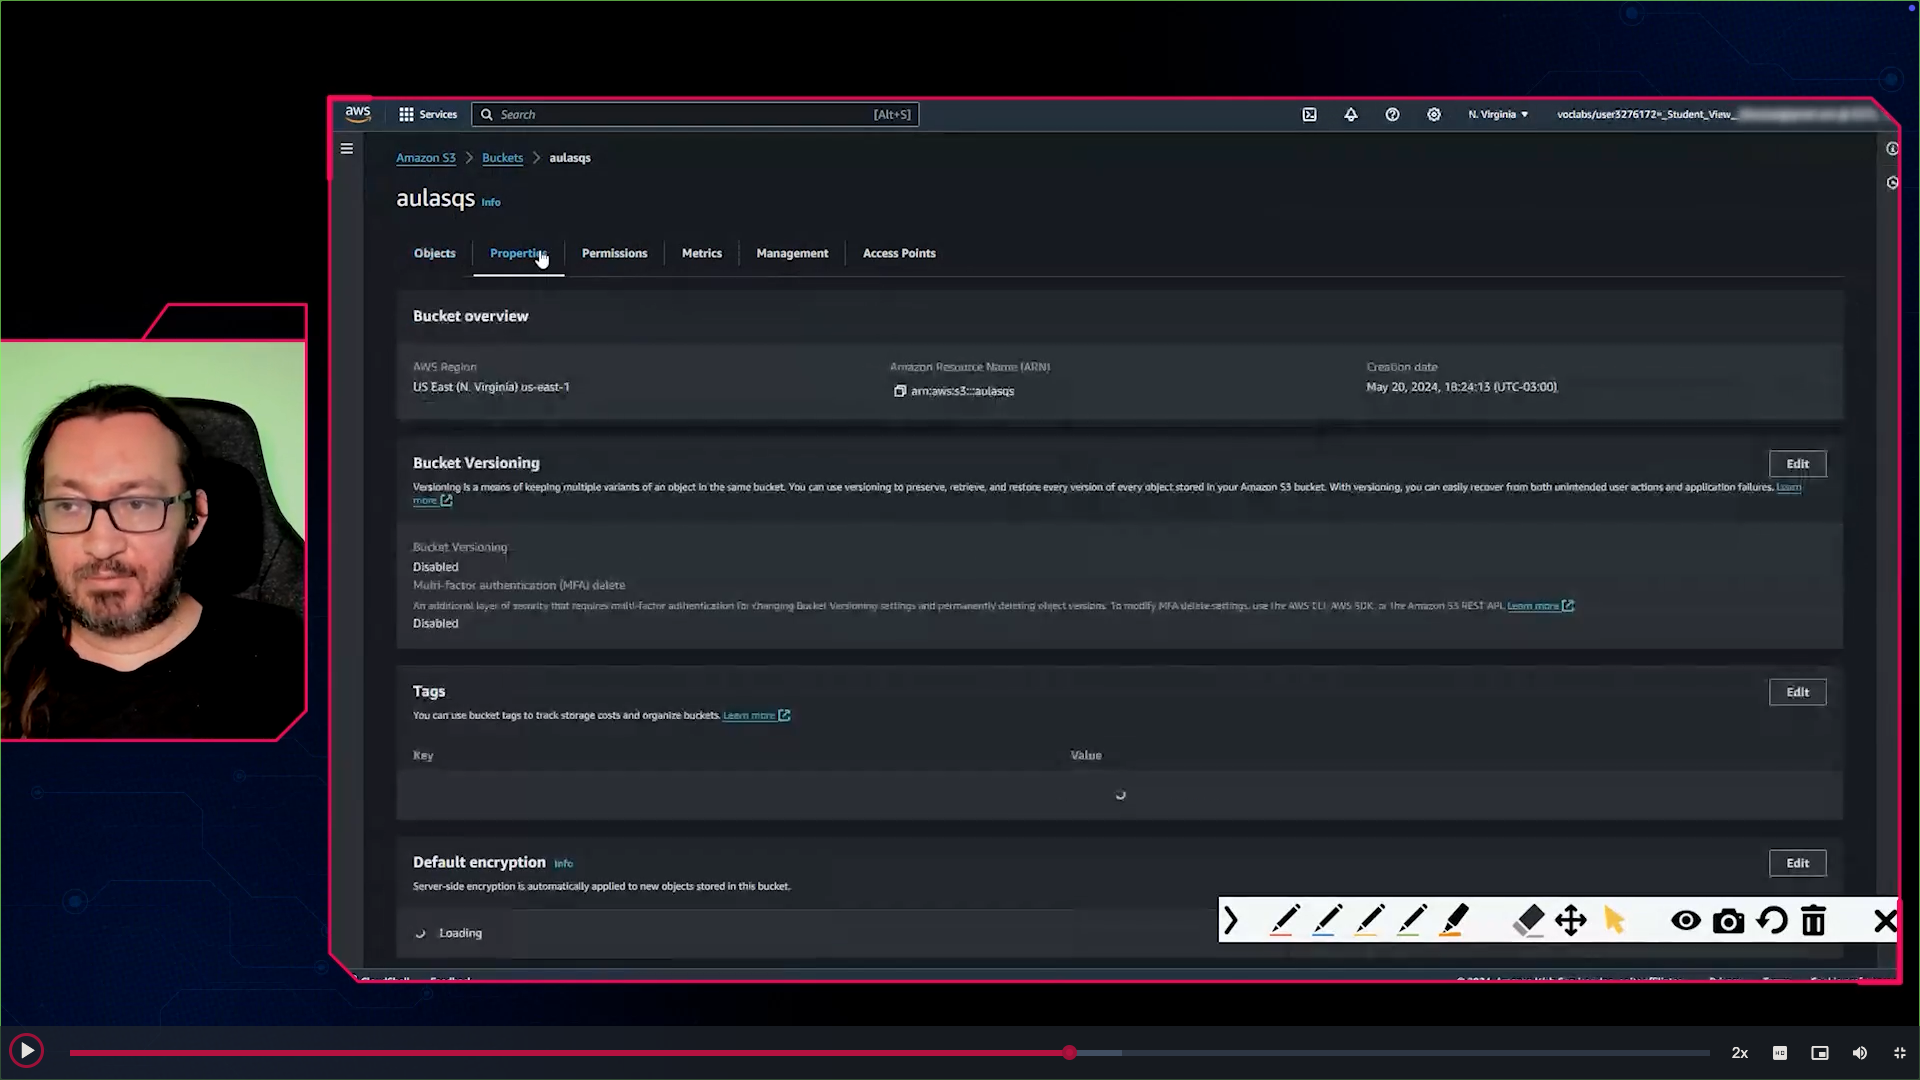 aws
Services
Search
[Alt+S]
N. Virginia
voclabs/user3276172=_Student_View_
Amazon S3 > Buckets > aulasqs
aulasqs Info
Objects
Properties
Permissions
Metrics
Management
Access Points
Bucket overview
AWS Region
US East (N. Virginia) us-east-1
Amazon Resource Name (ARN)
arn:aws:s3:::aulasqs
Creation date
May 20, 2024, 18:24:13 (UTC-03:00)
Bucket Versioning
Edit
Versioning is a means of keeping multiple variants of an object in the same bucket. You can use versioning to preserve, retrieve, and restore every version of every object stored in your Amazon S3 bucket. With versioning, you can easily recover from both unintended user actions and application failures. Learn
more
Bucket Versioning
Disabled
Multi-factor authentication (MFA) delete
An additional layer of security that requires multi-factor authentication for changing Bucket Versioning settings and permanently deleting object versions. To modify MFA delete settings, use the AWS CLI, AWS SDK, or the Amazon S3 REST API. Learn more
Disabled
Tags
Edit
You can use bucket tags to track storage costs and organize buckets. Learn more
Key
Value
Default encryption Info
Edit
Server-side encryption is automatically applied to new objects stored in this bucket.
Loading
2x
HD